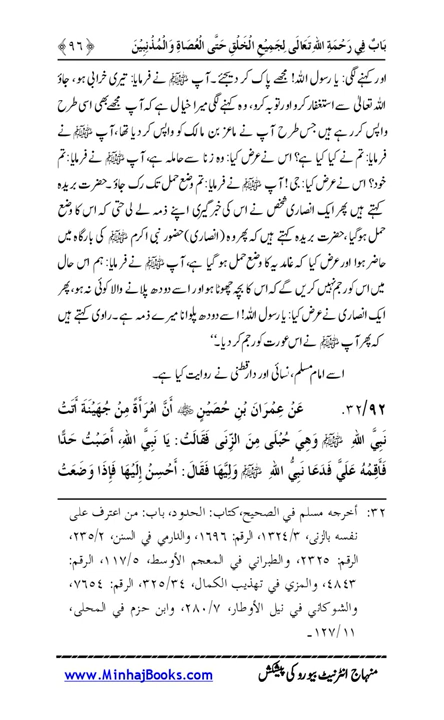 بَابٌ فِي رَحْمَةِ اللهِ تَعَالَى لِجَمِيْعِ الْخَلْقِ حَتَّى الْعُصَاةِ وَالْمُذْنِبِيْنَ ﴿ ٩٦ ﴾
اور کہنے لگی: یا رسول اللہ! مجھے پاک کر دیجئے۔ آپ ﷺ نے فرمایا: تیری خرابی ہو، جاؤ
اللہ تعالیٰ سے استغفار کرو اور توبہ کرو، وہ کہنے لگی میرا خیال ہے کہ آپ مجھے بھی اسی طرح
واپس کر رہے ہیں جس طرح آپ نے ماعز بن مالک کو واپس کر دیا تھا، آپ ﷺ نے
فرمایا: تم نے کیا کیا ہے؟ اس نے عرض کیا: وہ زنا سے حاملہ ہے، آپ ﷺ نے فرمایا: تم
خود؟ اس نے عرض کیا: جی! آپ ﷺ نے فرمایا: تم وضع حمل تک رک جاؤ۔ حضرت بریدہ
کہتے ہیں پھر ایک انصاری شخص نے اس کی خبر گیری اپنے ذمہ لے لی حتی کہ اس کا وضع
حمل ہوگیا، حضرت بریدہ کہتے ہیں کہ پھر وہ (انصاری) حضور نبی اکرم ﷺ کی بارگاہ میں
حاضر ہوا اور عرض کیا کہ غامدیہ کا وضع حمل ہو گیا ہے، آپ ﷺ نے فرمایا: ہم اس حال
میں اس کو رجم نہیں کریں گے کہ اس کا بچہ چھوٹا ہو اور اسے دودھ پلانے والا کوئی نہ ہو، پھر
ایک انصاری نے عرض کیا: یا رسول اللہ! اسے دودھ پلوانا میرے ذمہ ہے۔ راوی کہتے ہیں
کہ پھر آپ ﷺ نے اس عورت کو رجم کر دیا۔‘‘
اسے امام مسلم، نسائی اور دارقطنی نے روایت کیا ہے۔
٣٢/٩٢. عَنْ عِمْرَانَ بْنِ حُصَيْنٍ ﷺ أَنَّ امْرَأَةً مِنْ جُهَيْنَةَ أَتَتْ
نَبِيَّ اللهِ ﷺ وَهِيَ حُبْلَى مِنَ الزِّنَى فَقَالَتْ: يَا نَبِيَّ اللهِ، أَصَبْتُ حَدًّا
فَأَقِمْهُ عَلَيَّ فَدَعَا نَبِيُّ اللهِ ﷺ وَلِيَّهَا فَقَالَ: أَحْسِنْ إِلَيْهَا فَإِذَا وَضَعَتْ
٣٢: أخرجه مسلم في الصحيح، كتاب: الحدود، باب: من اعترف على
نفسه بالزنى، ٣/١٣٢٤، الرقم: ١٦٩٦، والدارمي في السنن، ٢/٢٣٥،
الرقم: ٢٣٢٥، والطبراني في المعجم الأوسط، ٥/١١٧، الرقم:
٤٨٤٣، والمزي في تهذيب الكمال، ٣٤/٣٢٥، الرقم: ٧٦٥٤،
والشوكاني في نيل الأوطار، ٧/٢٨٠، وابن حزم في المحلى،
١١/١٢٧۔
منہاج انٹرنیٹ بیورو کی پیشکش www.MinhajBooks.com